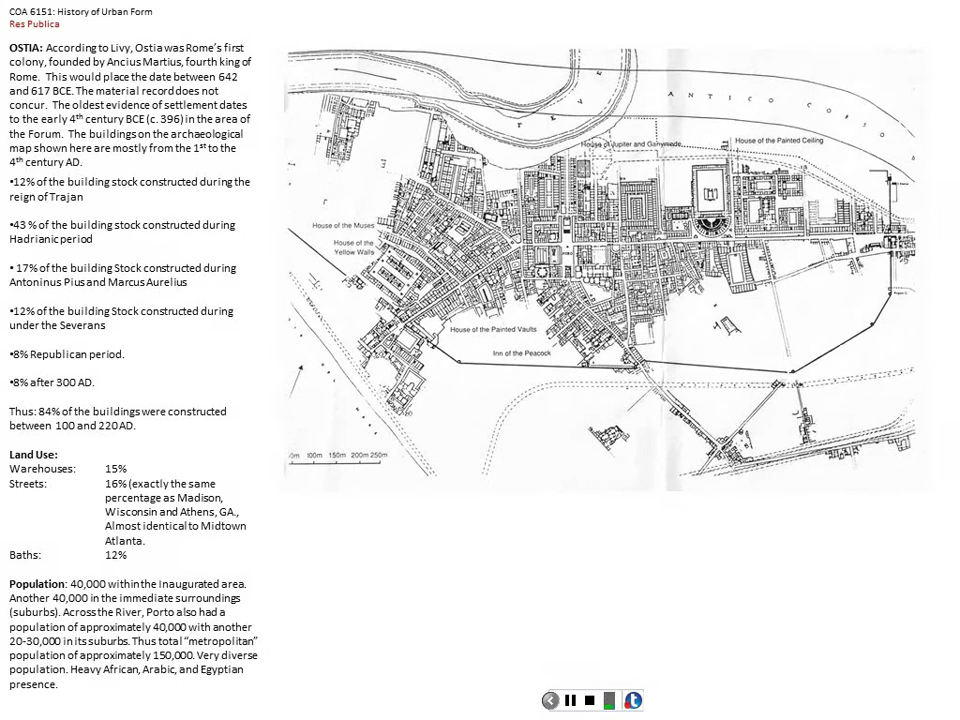 COA 6151: History of Urban Form
Res Publica
OSTIA: According to Livy, Ostia was Rome's first
colony, founded by Ancius Martius, fourth king of
Rome. This would place the date between 642
and 617 BCE. The material record does not
concur. The oldest evidence of settlement dates
to the early 4th century BCE (c. 396) in the area of
the Forum. The buildings on the archaeological
map shown here are mostly from the 1st to the
4th century AD.
•12% of the building stock constructed during the
reign of Trajan
•43 % of the building stock constructed during
Hadrianic period
• 17% of the building Stock constructed during
Antoninus Pius and Marcus Aurelius
•12% of the building Stock constructed during
under the Severans
•8% Republican period.
•8% after 300 AD.
Thus: 84% of the buildings were constructed
between 100 and 220 AD.
Land Use:
Warehouses: 15%
Streets: 16% (exactly the same
percentage as Madison,
Wisconsin and Athens, GA.,
Almost identical to Midtown
Atlanta.
Baths: 12%
Population: 40,000 within the Inaugurated area.
Another 40,000 in the immediate surroundings
(suburbs). Across the River, Porto also had a
population of approximately 40,000 with another
20-30,000 in its suburbs. Thus total "metropolitan"
population of approximately 150,000. Very diverse
population. Heavy African, Arabic, and Egyptian
presence.
TEVERE
ANTICO CORSO
House of Jupiter and Ganymede
House of the Painted Ceiling
House of the Muses
House of the
Yellow Walls
House of the Painted Vaults
Inn of the Peacock
0m 100m 150m 200m 250m